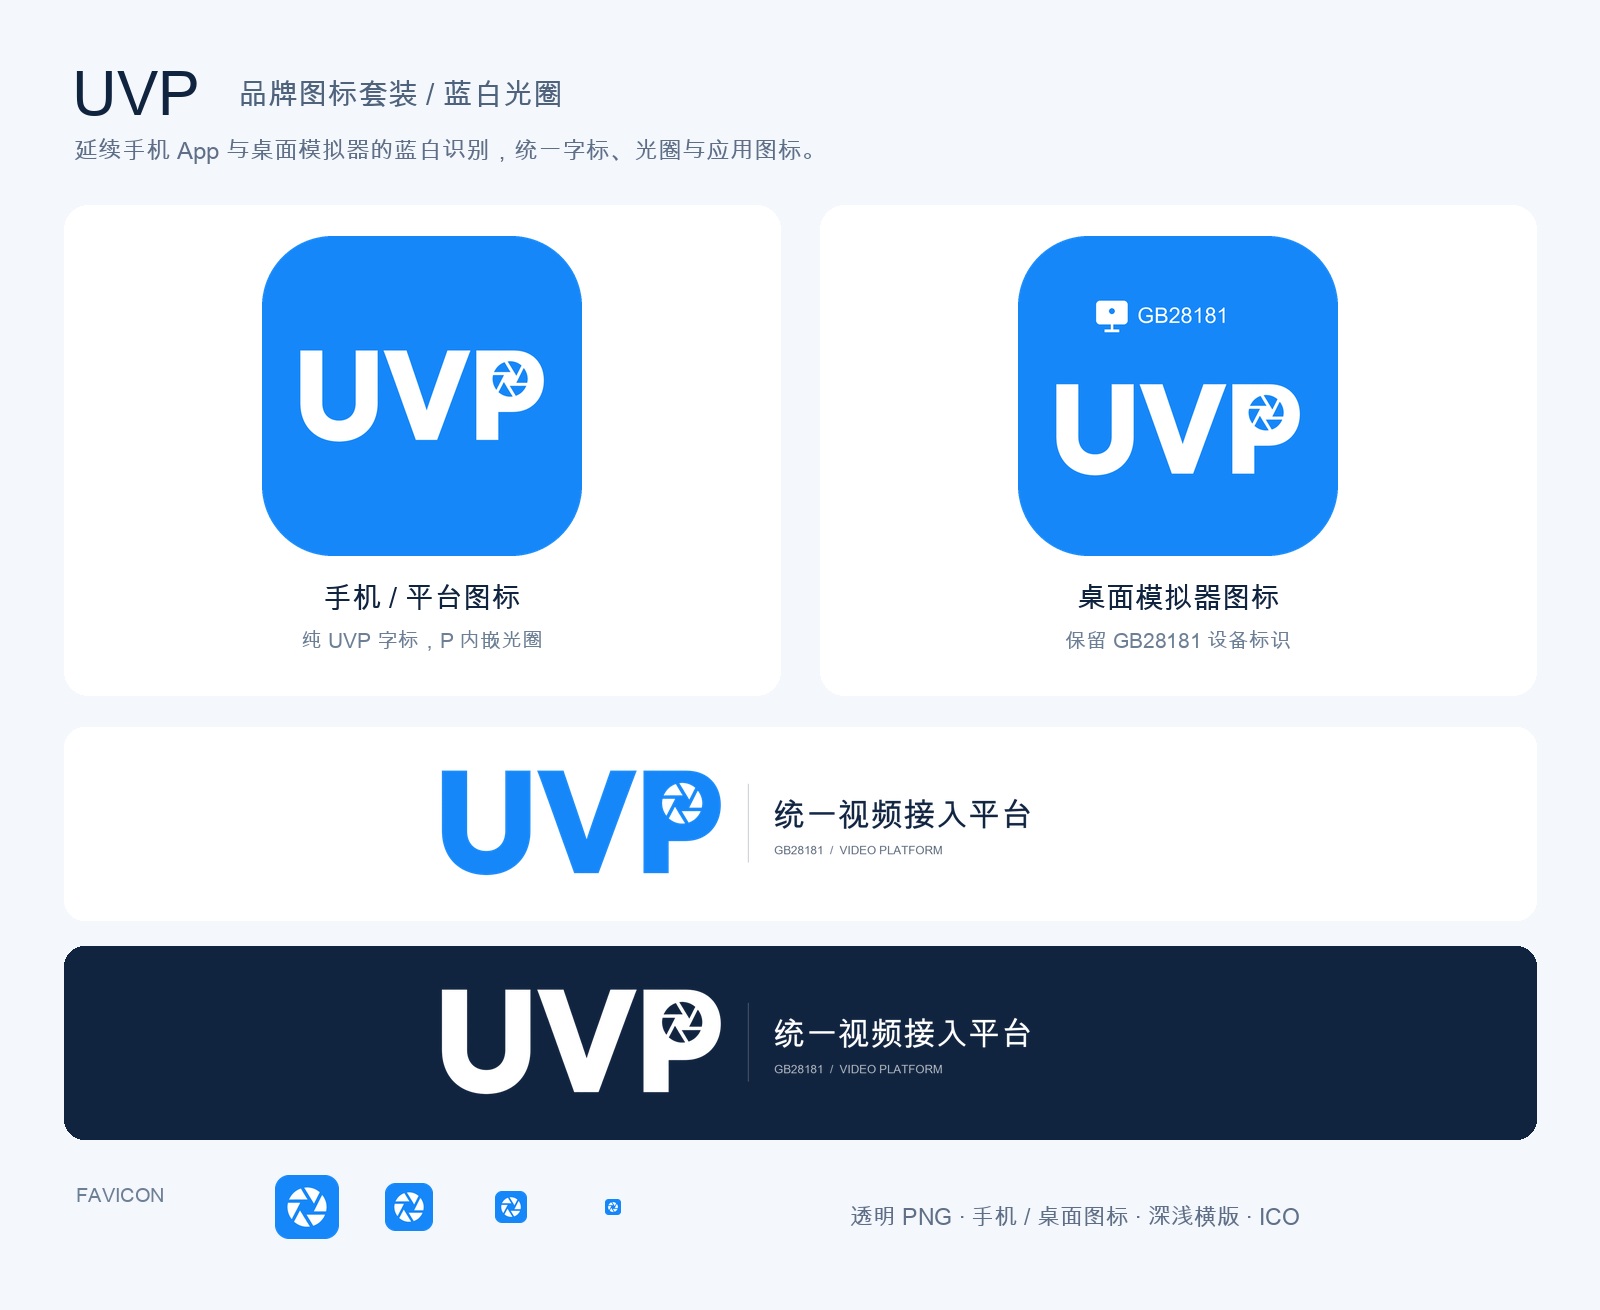 UVP 品牌图标套装 / 蓝白光圈
延续手机 App 与桌面模拟器的蓝白识别，统一字标、光圈与应用图标。
UVP
手机 / 平台图标
纯 UVP 字标，P 内嵌光圈
GB28181
UVP
桌面模拟器图标
保留 GB28181 设备标识
UVP
统一视频接入平台
GB28181 / VIDEO PLATFORM
UVP
统一视频接入平台
GB28181 / VIDEO PLATFORM
FAVICON
透明 PNG · 手机 / 桌面图标 · 深浅横版 · ICO